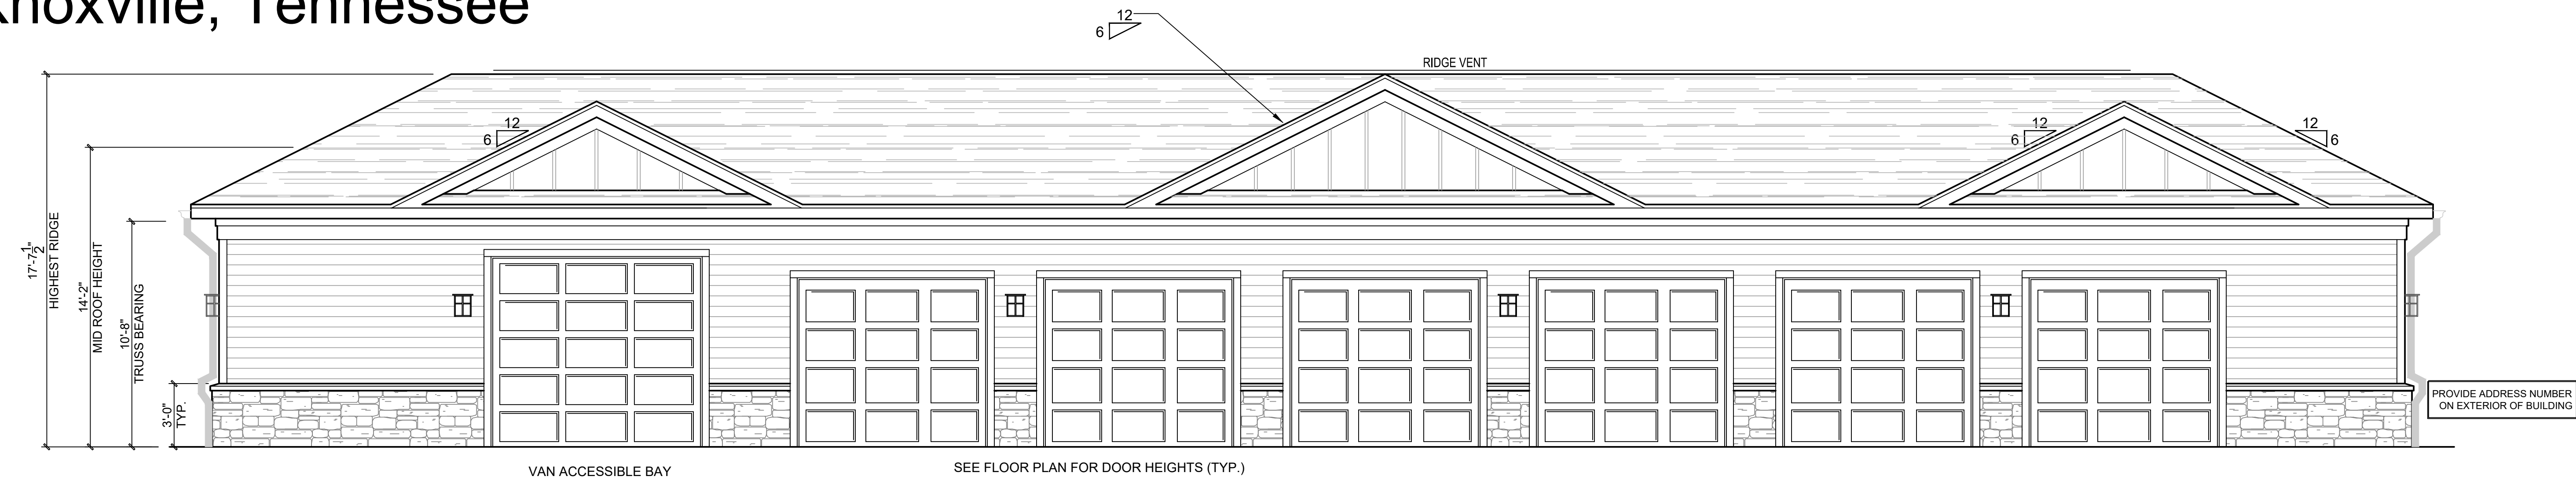 Knoxville, Tennessee
12
6
RIDGE VENT
12
6
12
6
12
6
17'-7 1/2"
HIGHEST RIDGE
14'-2"
MID ROOF HEIGHT
10'-8"
TRUSS BEARING
3'-0"
TYP.
PROVIDE ADDRESS NUMBER
ON EXTERIOR OF BUILDING
VAN ACCESSIBLE BAY
SEE FLOOR PLAN FOR DOOR HEIGHTS (TYP.)